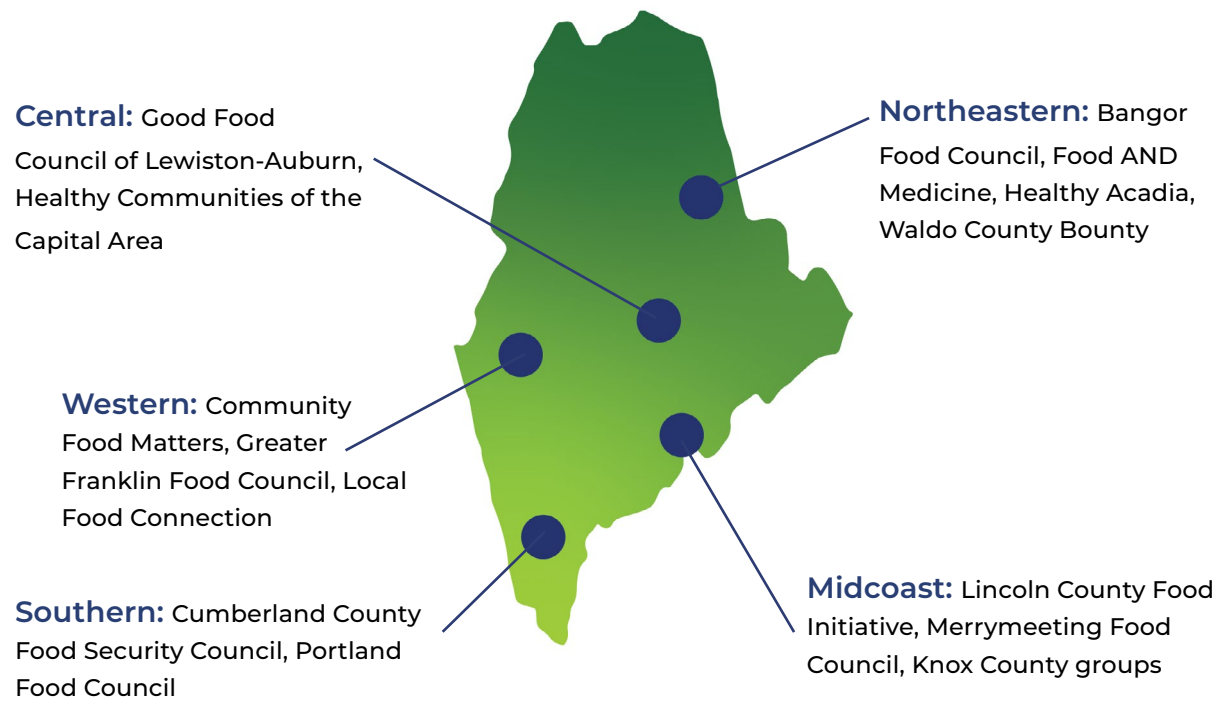 Central: Good Food
Council of Lewiston-Auburn,
Healthy Communities of the
Capital Area
Northeastern: Bangor
Food Council, Food AND
Medicine, Healthy Acadia,
Waldo County Bounty
Western: Community
Food Matters, Greater
Franklin Food Council, Local
Food Connection
Southern: Cumberland County
Food Security Council, Portland
Food Council
Midcoast: Lincoln County Food
Initiative, Merrymeeting Food
Council, Knox County groups